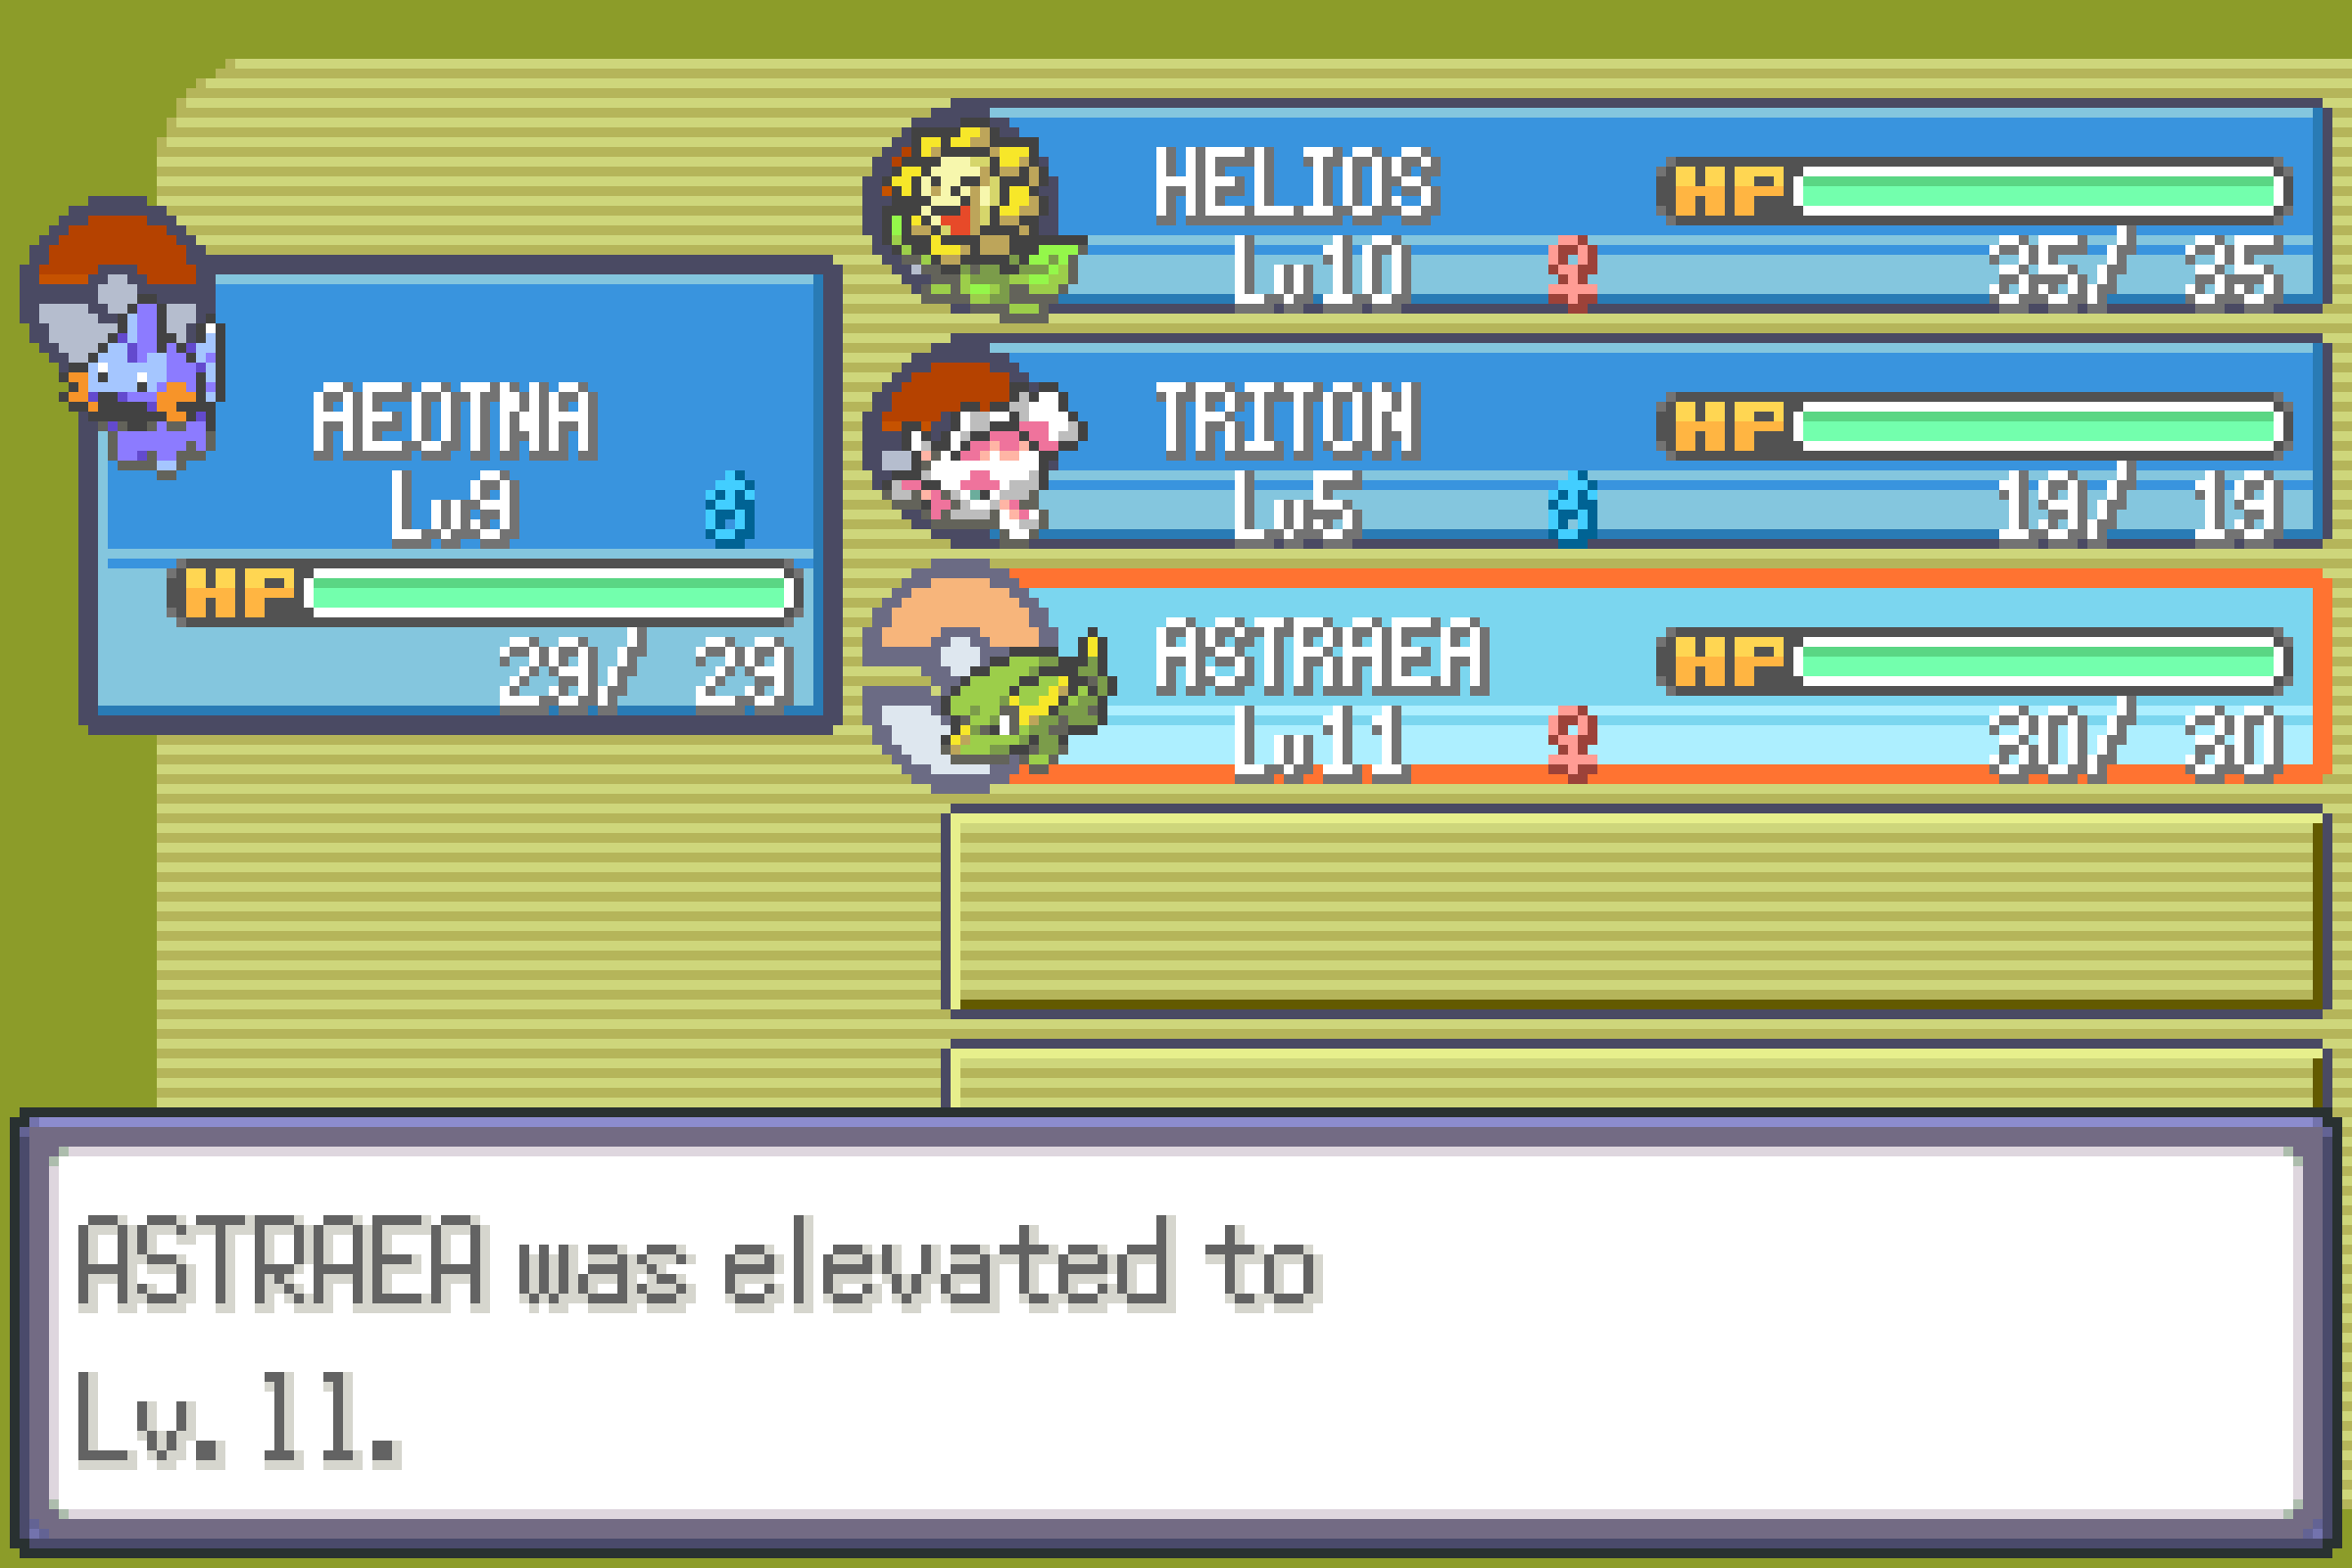 AEOTNA
Lv9 ♂
HP
29/ 29
HELIOS HP
Lv10 ♀ 35/ 35
TRITON HP
Lv5 ♂ 19/ 19
ASTRAEA HP
Lv11 ♀ 30/ 30
ASTRAEA was elevated to
Lv. 11.